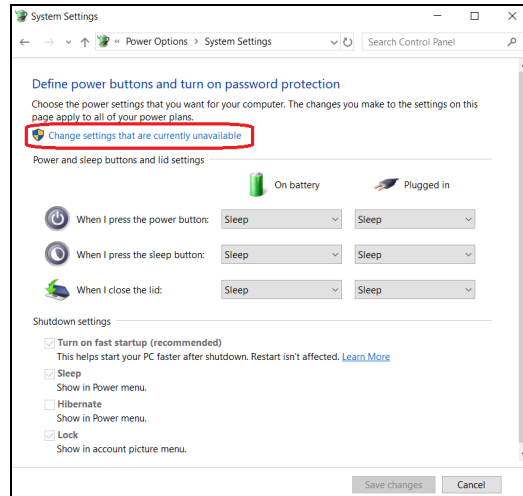 System Settings
« Power Options > System Settings
Search Control Panel
Define power buttons and turn on password protection
Choose the power settings that you want for your computer. The changes you make to the settings on this
page apply to all of your power plans.
Change settings that are currently unavailable
Power and sleep buttons and lid settings
On battery Plugged in
When I press the power button: Sleep Sleep
When I press the sleep button: Sleep Sleep
When I close the lid: Sleep Sleep
Shutdown settings
Turn on fast startup (recommended)
This helps start your PC faster after shutdown. Restart isn't affected. Learn More
Sleep
Show in Power menu.
Hibernate
Show in Power menu.
Lock
Show in account picture menu.
Save changes Cancel